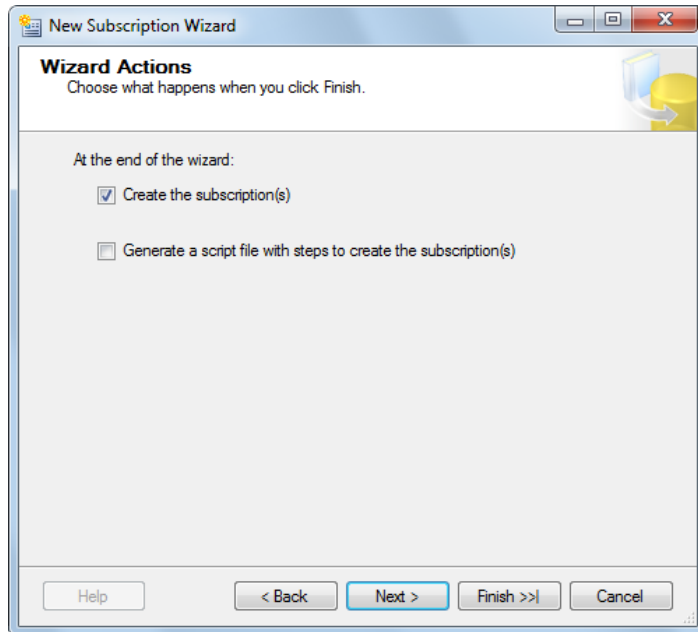 New Subscription Wizard
Wizard Actions
Choose what happens when you click Finish.
At the end of the wizard:
Create the subscription(s)
Generate a script file with steps to create the subscription(s)
Help
< Back
Next >
Finish >>|
Cancel